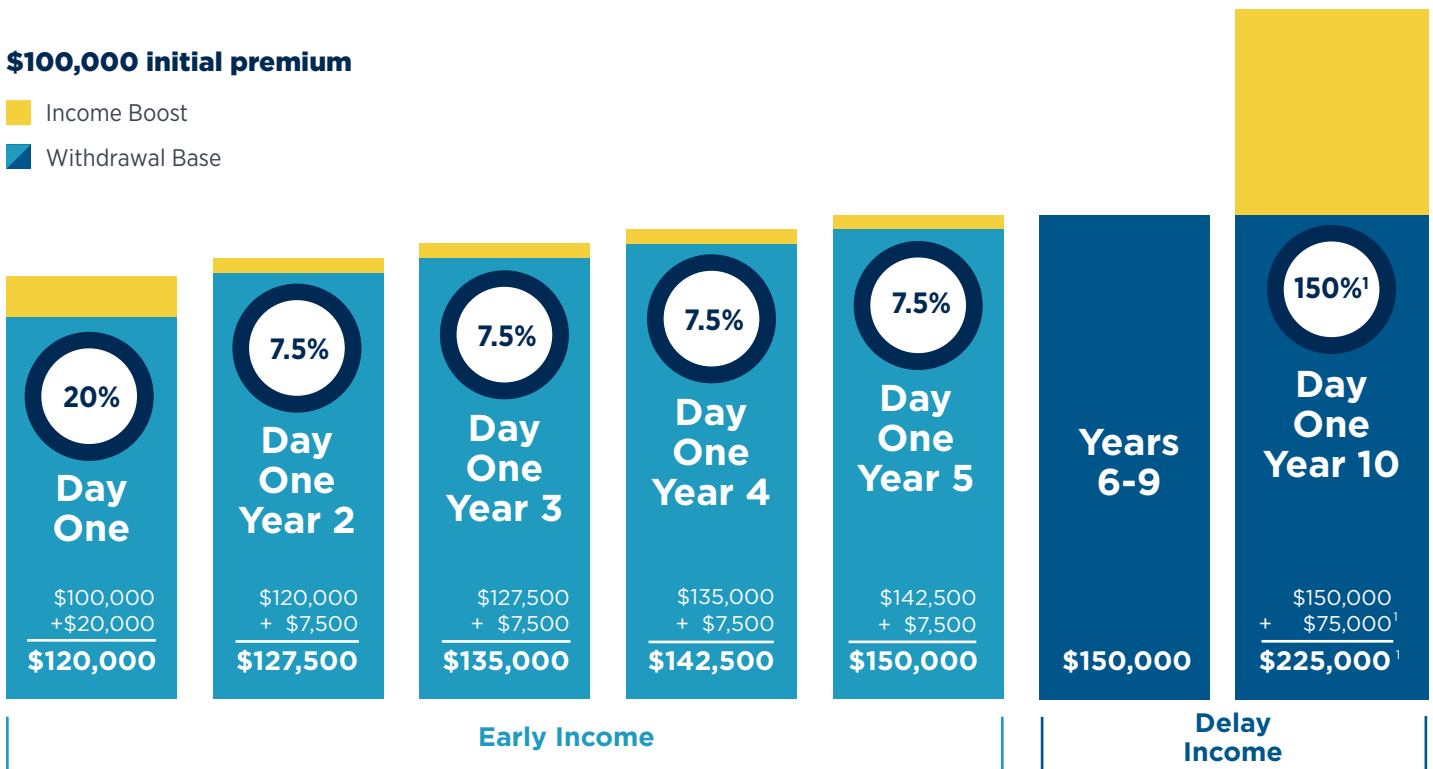 $100,000 initial premium
Income Boost
Withdrawal Base
20%
Day
One
$100,000
+$20,000
$120,000
7.5%
Day
One
Year 2
$120,000
+ $7,500
$127,500
7.5%
Day
One
Year 3
$127,500
+ $7,500
$135,000
7.5%
Day
One
Year 4
$135,000
+ $7,500
$142,500
7.5%
Day
One
Year 5
$142,500
+ $7,500
$150,000
Years
6-9
$150,000
150%¹
Day
One
Year 10
$150,000
+ $75,000¹
$225,000¹
Early Income
Delay
Income